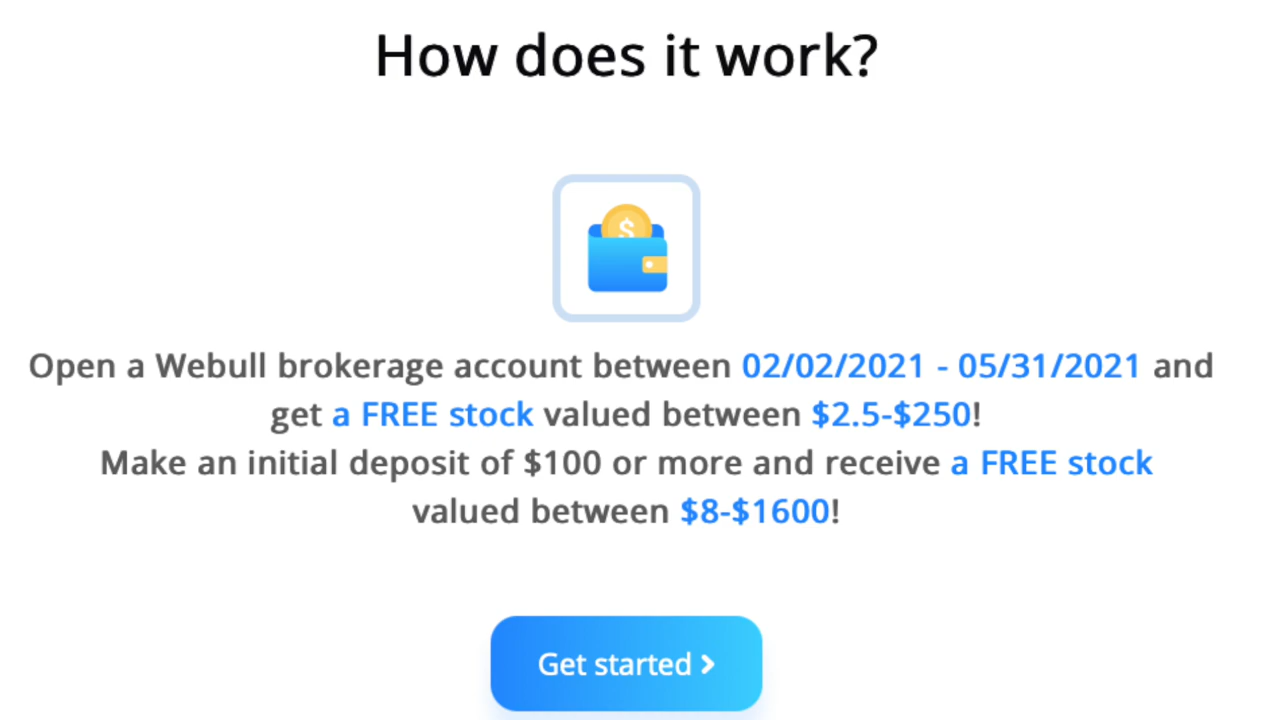 How does it work?
$
Open a Webull brokerage account between 02/02/2021 - 05/31/2021 and
get a FREE stock valued between $2.5-$250!
Make an initial deposit of $100 or more and receive a FREE stock
valued between $8-$1600!
Get started >